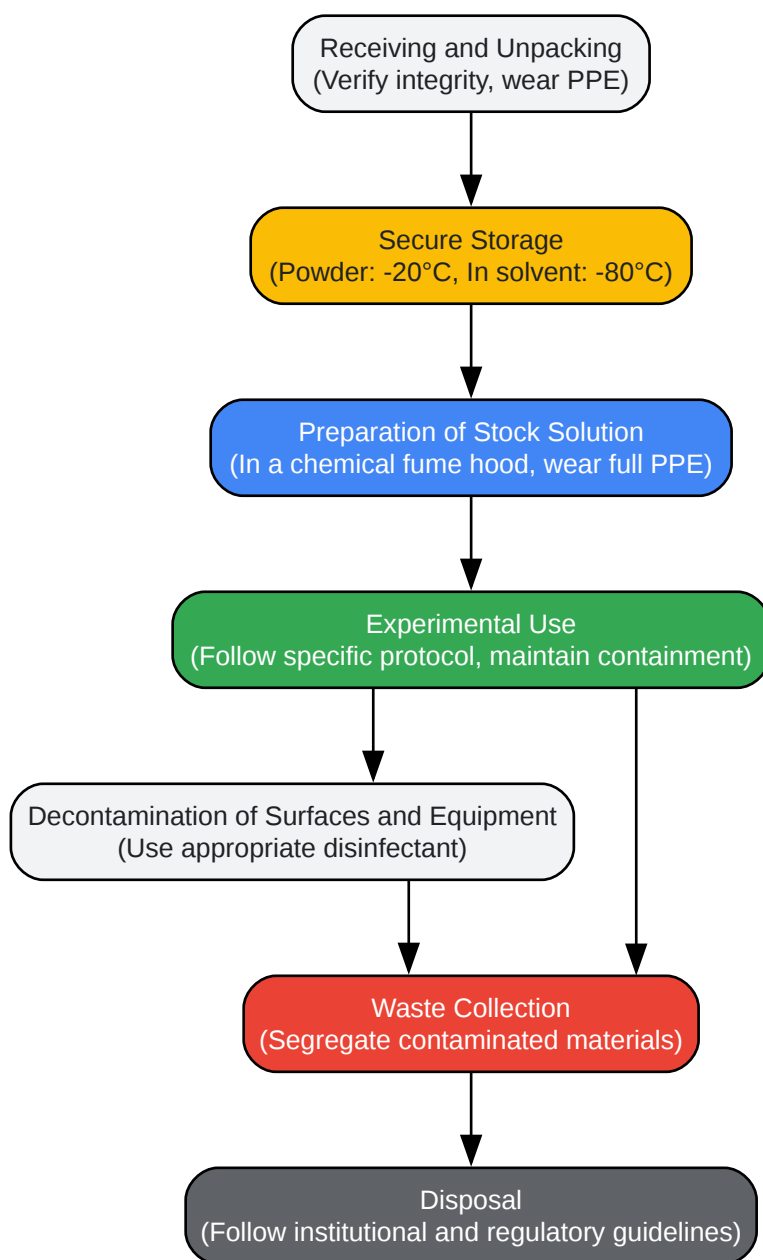 Receiving and Unpacking
(Verify integrity, wear PPE)
Secure Storage
(Powder: -20°C, In solvent: -80°C)
Preparation of Stock Solution
(In a chemical fume hood, wear full PPE)
Experimental Use
(Follow specific protocol, maintain containment)
Decontamination of Surfaces and Equipment
(Use appropriate disinfectant)
Waste Collection
(Segregate contaminated materials)
Disposal
(Follow institutional and regulatory guidelines)